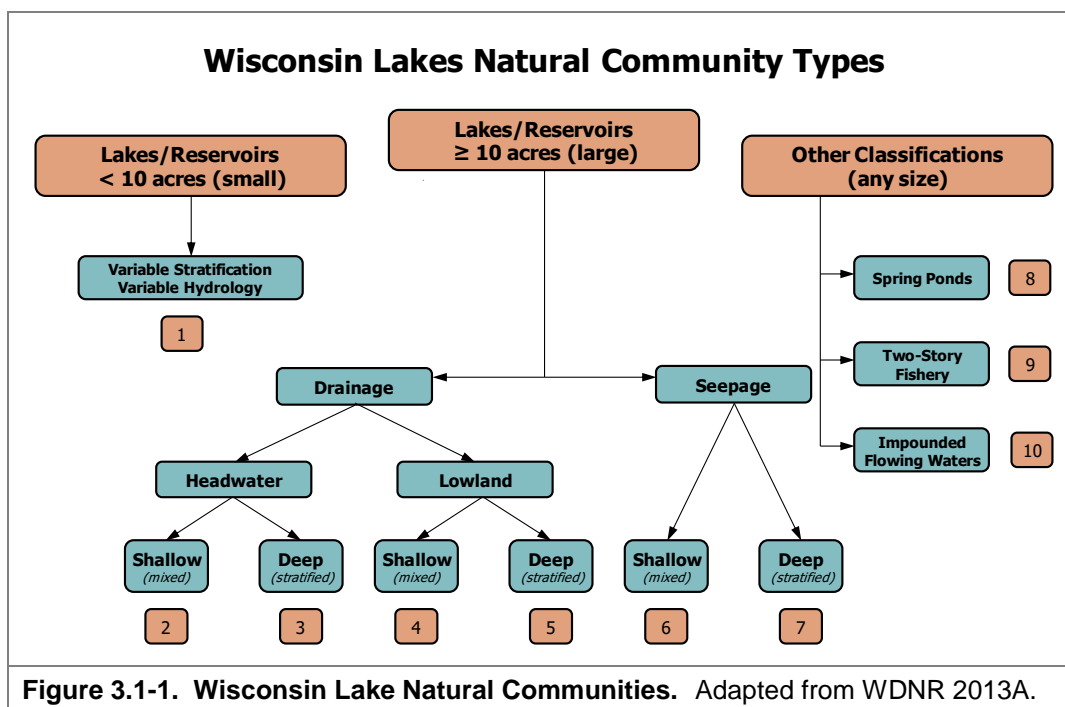 Wisconsin Lakes Natural Community Types
Lakes/Reservoirs
< 10 acres (small)
Lakes/Reservoirs
≥ 10 acres (large)
Other Classifications
(any size)
Variable Stratification
Variable Hydrology
1
Spring Ponds
8
Two-Story
Fishery
9
Impounded
Flowing Waters
10
Drainage
Seepage
Headwater
Lowland
Shallow
(mixed)
Deep
(stratified)
Shallow
(mixed)
Deep
(stratified)
Shallow
(mixed)
Deep
(stratified)
2
3
4
5
6
7
Figure 3.1-1. Wisconsin Lake Natural Communities. Adapted from WDNR 2013A.